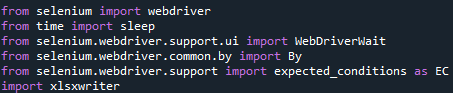 from selenium import webdriver
from time import sleep
from selenium.webdriver.support.ui import WebDriverWait
from selenium.webdriver.common.by import By
from selenium.webdriver.support import expected_conditions as EC
import xlsxwriter